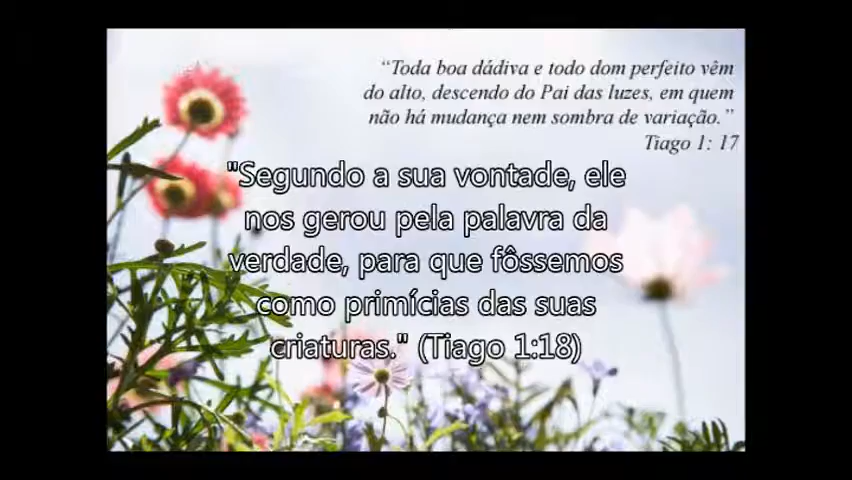 “Toda boa dádiva e todo dom perfeito vêm
do alto, descendo do Pai das luzes, em quem
não há mudança nem sombra de variação.”
Tiago 1: 17
"Segundo a sua vontade, ele
nos gerou pela palavra da
verdade, para que fôssemos
como primícias das suas
criaturas." (Tiago 1:18)